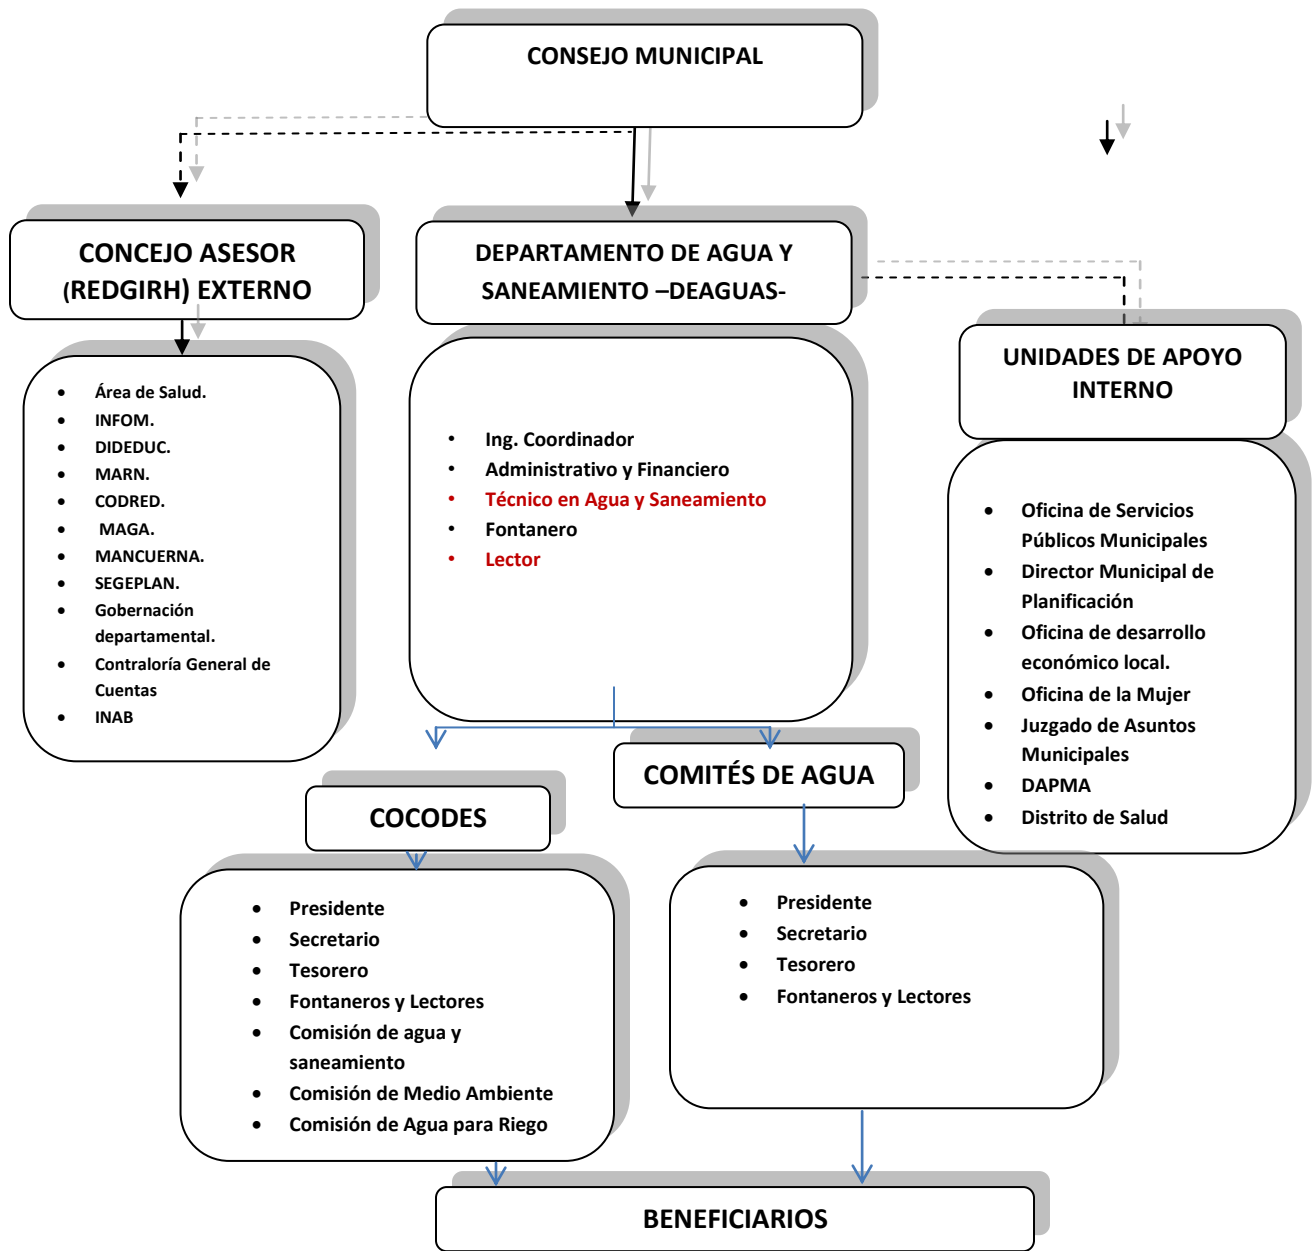 CONSEJO MUNICIPAL
CONCEJO ASESOR
(REDGIRH) EXTERNO
DEPARTAMENTO DE AGUA Y
SANEAMIENTO –DEAGUAS-
UNIDADES DE APOYO
INTERNO
• Área de Salud.
• INFOM.
• DIDEDUC.
• MARN.
• CODRED.
• MAGA.
• MANCUERNA.
• SEGEPLAN.
• Gobernación
departamental.
• Contraloría General de
Cuentas
• INAB
• Ing. Coordinador
• Administrativo y Financiero
• Técnico en Agua y Saneamiento
• Fontanero
• Lector
• Oficina de Servicios
Públicos Municipales
• Director Municipal de
Planificación
• Oficina de desarrollo
económico local.
• Oficina de la Mujer
• Juzgado de Asuntos
Municipales
• DAPMA
• Distrito de Salud
COCODES
COMITÉS DE AGUA
• Presidente
• Secretario
• Tesorero
• Fontaneros y Lectores
• Comisión de agua y
saneamiento
• Comisión de Medio Ambiente
• Comisión de Agua para Riego
• Presidente
• Secretario
• Tesorero
• Fontaneros y Lectores
BENEFICIARIOS